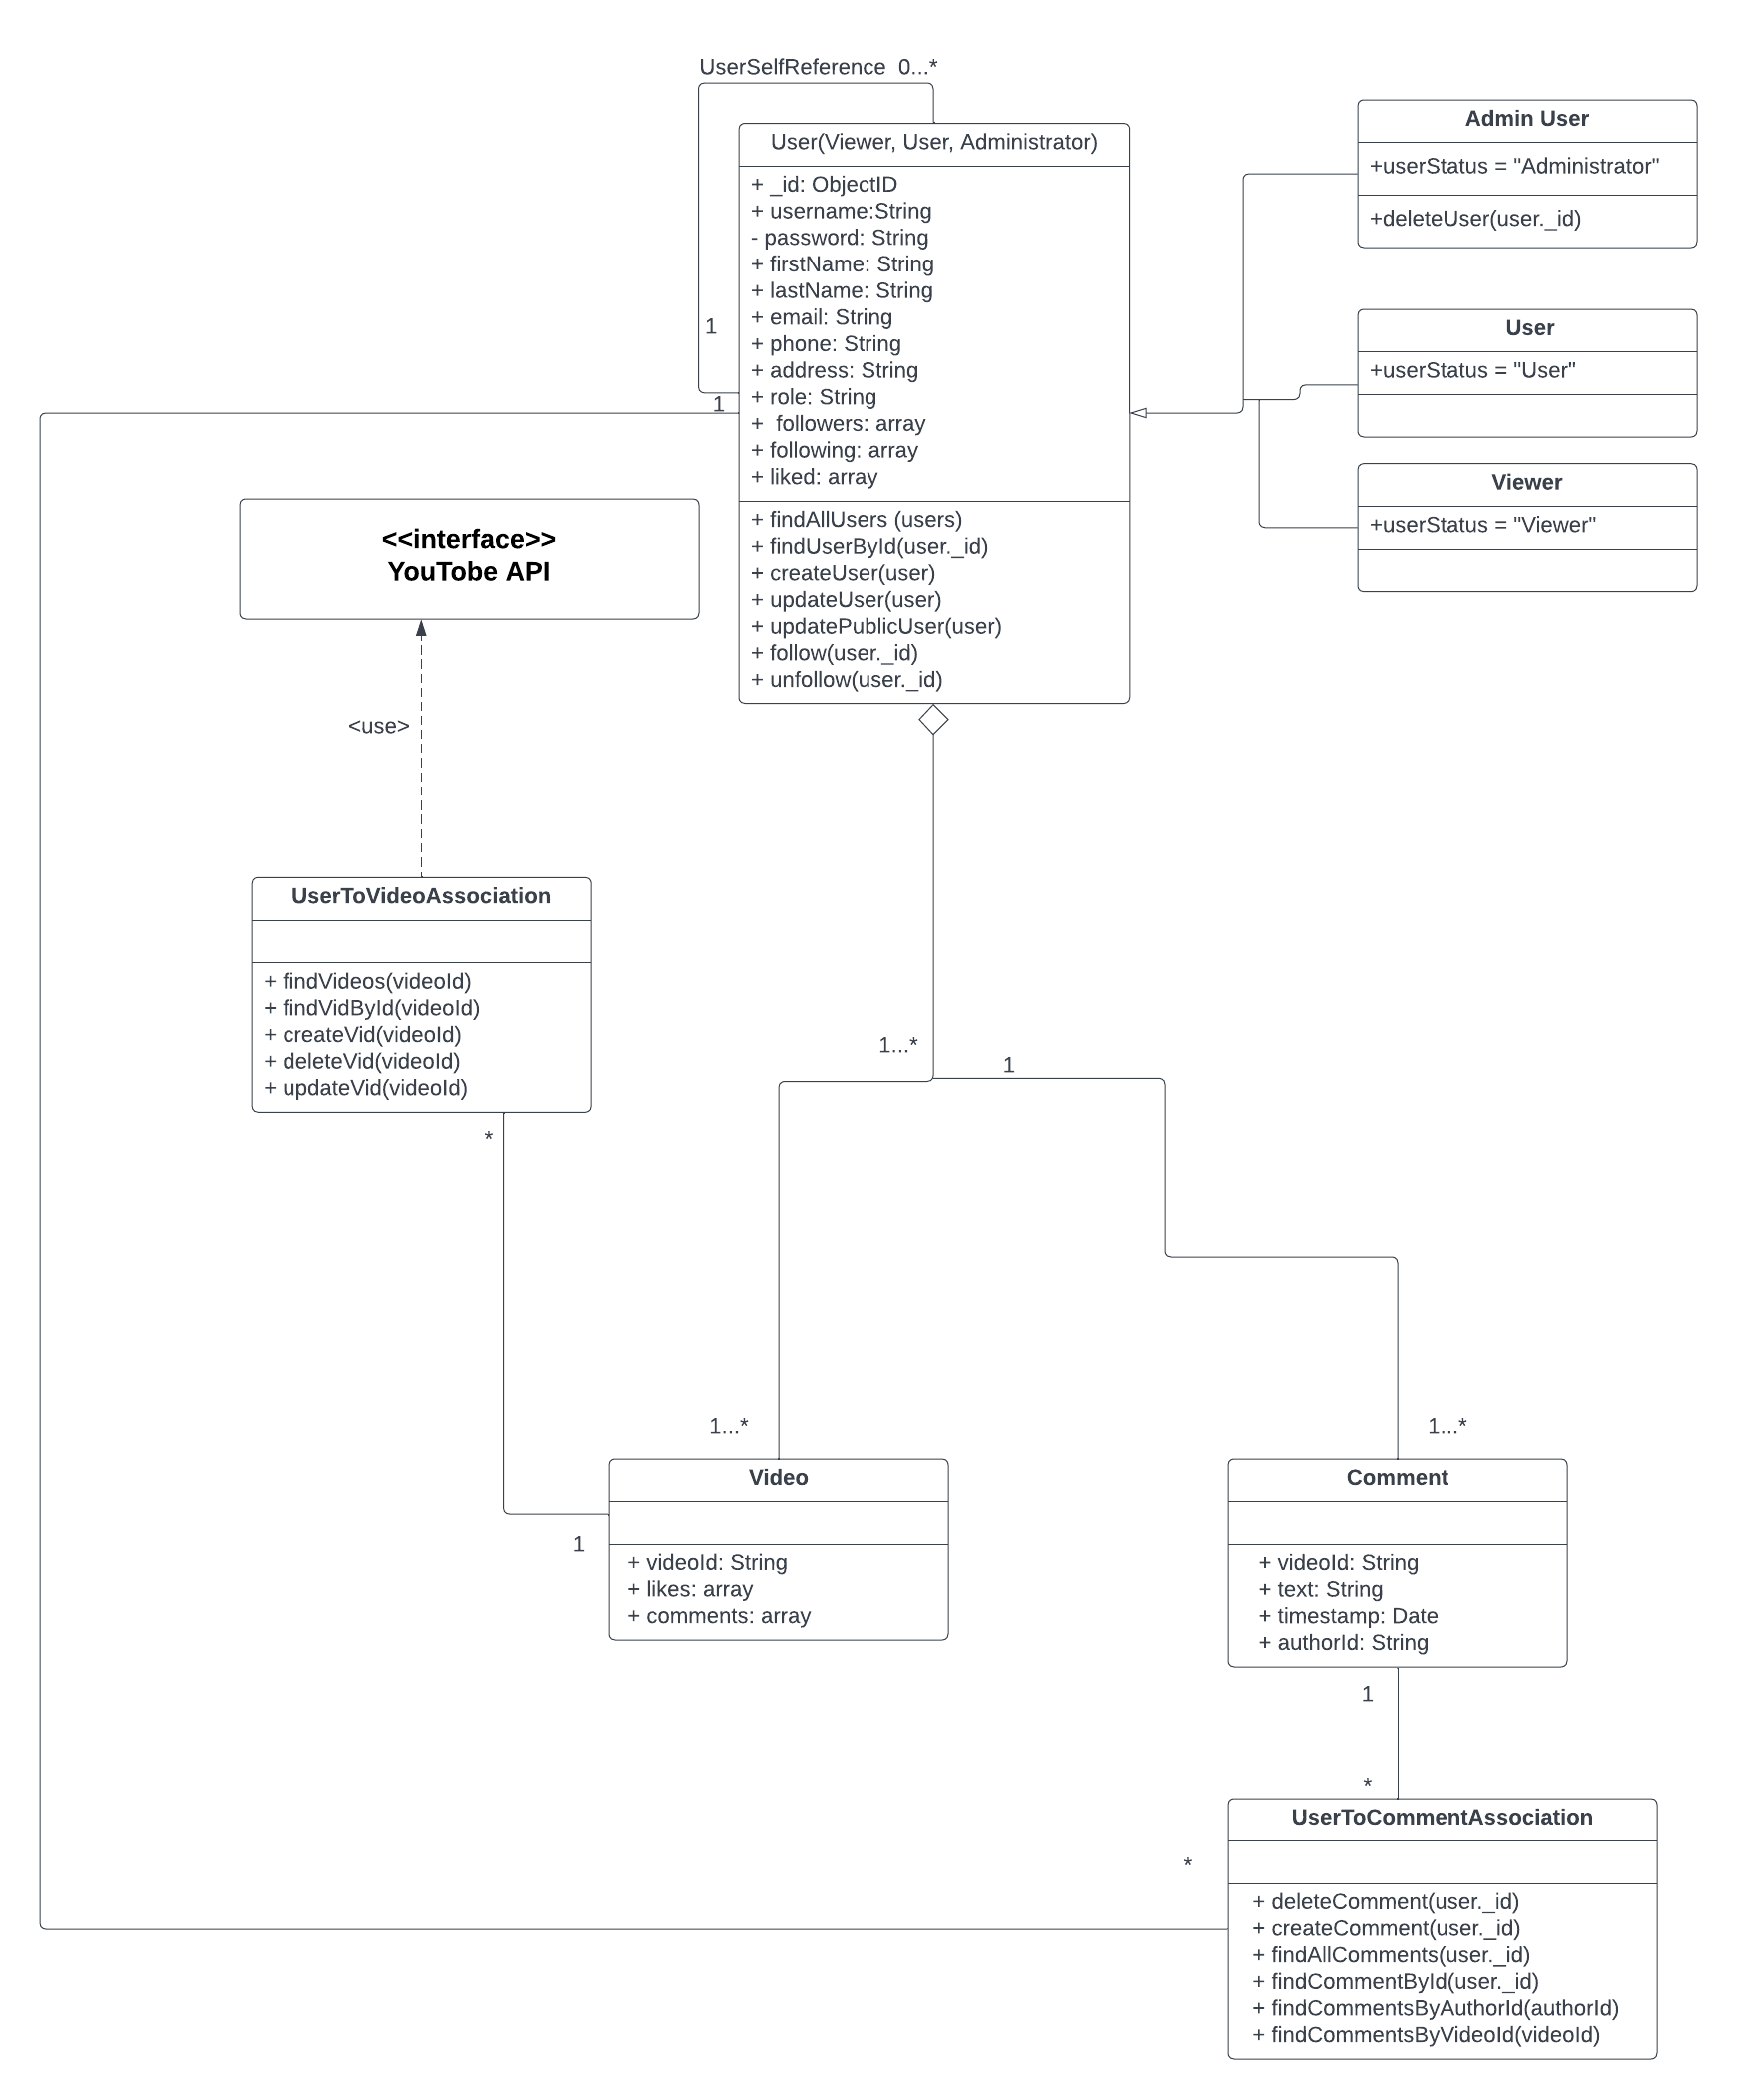 UserSelfReference  0...*
User(Viewer, User, Administrator)
+ _id: ObjectID
+ username:String
- password: String
+ firstName: String
+ lastName: String
+ email: String
+ phone: String
+ address: String
+ role: String
+  followers: array
+ following: array
+ liked: array
+ findAllUsers (users)
+ findUserById(user._id)
+ createUser(user)
+ updateUser(user)
+ updatePublicUser(user)
+ follow(user._id)
+ unfollow(user._id)
1
1
Admin User
+userStatus = "Administrator"
+deleteUser(user._id)
User
+userStatus = "User"
Viewer
+userStatus = "Viewer"
<<interface>>
YouTobe API
<use>
UserToVideoAssociation
+ findVideos(videoId)
+ findVidById(videoId)
+ createVid(videoId)
+ deleteVid(videoId)
+ updateVid(videoId)
*
1...*
1
1...*
1...*
1
Video
+ videoId: String
+ likes: array
+ comments: array
Comment
+ videoId: String
+ text: String
+ timestamp: Date
+ authorId: String
1
*
*
UserToCommentAssociation
+ deleteComment(user._id)
+ createComment(user._id)
+ findAllComments(user._id)
+ findCommentById(user._id)
+ findCommentsByAuthorId(authorId)
+ findCommentsByVideoId(videoId)